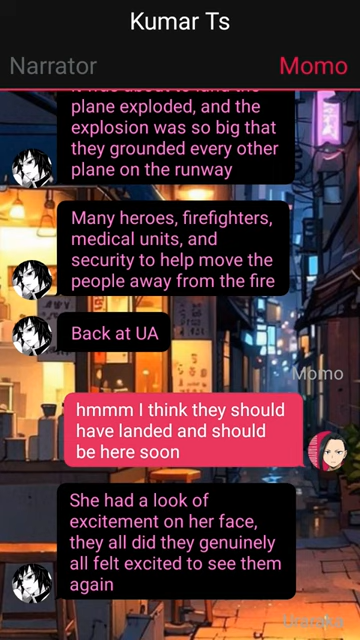 Kumar Ts
Narrator
Momo
plane exploded, and the
explosion was so big that
they grounded every other
plane on the runway
Many heroes, firefighters,
medical units, and
security to help move the
people away from the fire
Back at UA
Momo
hmmm I think they should
have landed and should
be here soon
She had a look of
excitement on her face,
they all did they genuinely
all felt excited to see them
again